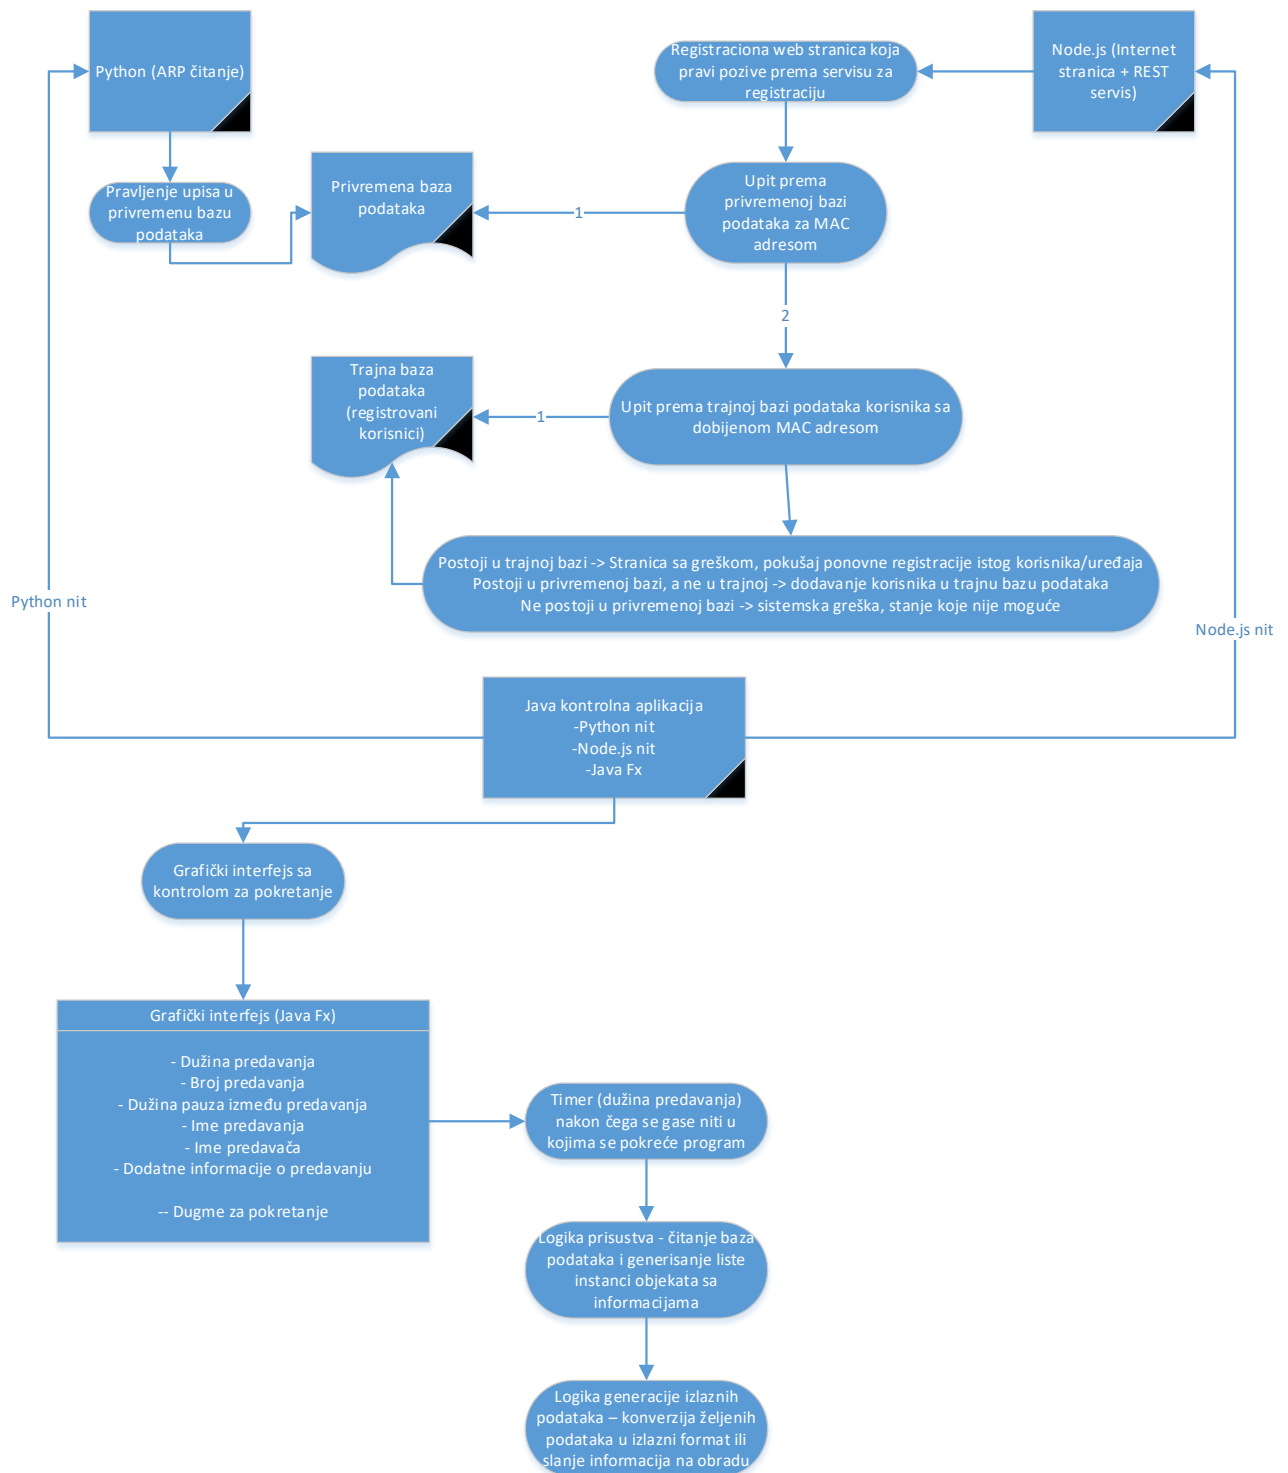 Python (ARP čitanje)
Registraciona web stranica koja
pravi pozive prema servisu za
registraciju
Node.js (Internet
stranica + REST
servis)
Pravljenje upisa u
privremenu bazu
podataka
Privremena baza
podataka
1
Upit prema
privremenoj bazi
podataka za MAC
adresom
2
Trajna baza
podataka
(registrovani
korisnici)
1
Upit prema trajnoj bazi podataka korisnika sa
dobijenom MAC adresom
Postoji u trajnoj bazi -> Stranica sa greškom, pokušaj ponovne registracije istog korisnika/uređaja
Postoji u privremenoj bazi, a ne u trajnoj -> dodavanje korisnika u trajnu bazu podataka
Ne postoji u privremenoj bazi -> sistemska greška, stanje koje nije moguće
Python nit
Node.js nit
Java kontrolna aplikacija
-Python nit
-Node.js nit
-Java Fx
Grafički interfejs sa
kontrolom za pokretanje
Grafički interfejs (Java Fx)
- Dužina predavanja
- Broj predavanja
- Dužina pauza između predavanja
- Ime predavanja
- Ime predavača
- Dodatne informacije o predavanju
-- Dugme za pokretanje
Timer (dužina predavanja)
nakon čega se gase niti u
kojima se pokreće program
Logika prisustva - čitanje baza
podataka i generisanje liste
instanci objekata sa
informacijama
Logika generacije izlaznih
podataka – konverzija željenih
podataka u izlazni format ili
slanje informacija na obradu